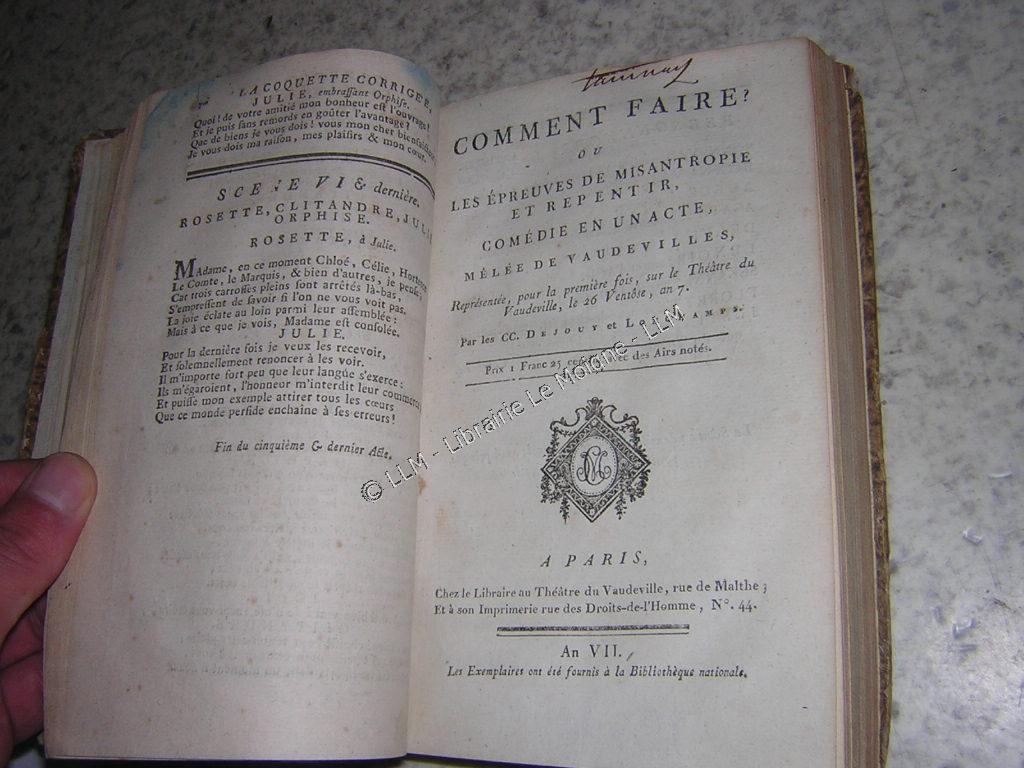 LA COQUETTE CORRIGÉE,
JULIE, embrassant Orphise.
Quoi! de votre amitié mon bonheur est l'ouvrage!
Et je puis sans remords en goûter l'avantage?
Que de biens je vous dois! vous mon cher bienfaisant
Je vous dois ma raison, mes plaisirs & mon cœur.
SCENE VI & derniére.
ROSETTE, CLITANDRE, JULI
ORPHISE.
ROSETTE, à Julie.
Madame, en ce moment Chloé, Célie, Hortense
Le Comte, le Marquis, & bien d'autres, je pense;
Car trois carrosses pleins sont arrêtés là-bas,
S'empressent de savoir si l'on ne vous voit pas.
La joie éclate au loin parmi leur assemblée:
Mais à ce que je vois, Madame est consolée.
JULIE.
Pour la derniére fois je veux les recevoir,
Et solemnellement renoncer à les voir.
Il m'importe fort peu que leur langue s'exerce:
Ils m'égaroient, l'honneur m'interdit leur commerce
Et puisse mon exemple attirer tous les cœurs
Que ce monde perfide enchaîne à ses erreurs!
Fin du cinquième & dernier Acte.
COMMENT FAIRE?
OU
LES ÉPREUVES DE MISANTROPIE
ET REPENTIR,
COMÉDIE EN UN ACTE,
MÊLÉE DE VAUDEVILLES,
Représentée, pour la première fois, sur le Théâtre du
Vaudeville, le 26 Ventôse, an 7.
Par les CC. DEJOUY et
Prix 1 Franc 25 des Airs notés.
A PARIS,
Chez le Libraire au Théâtre du Vaudeville, rue de Malthe;
Et à son Imprimerie rue des Droits-de-l'Homme, N°. 44.
An VII.
Les Exemplaires ont été fournis à la Bibliothèque nationale.
© LLM - Librairie Le Moigne - LLM